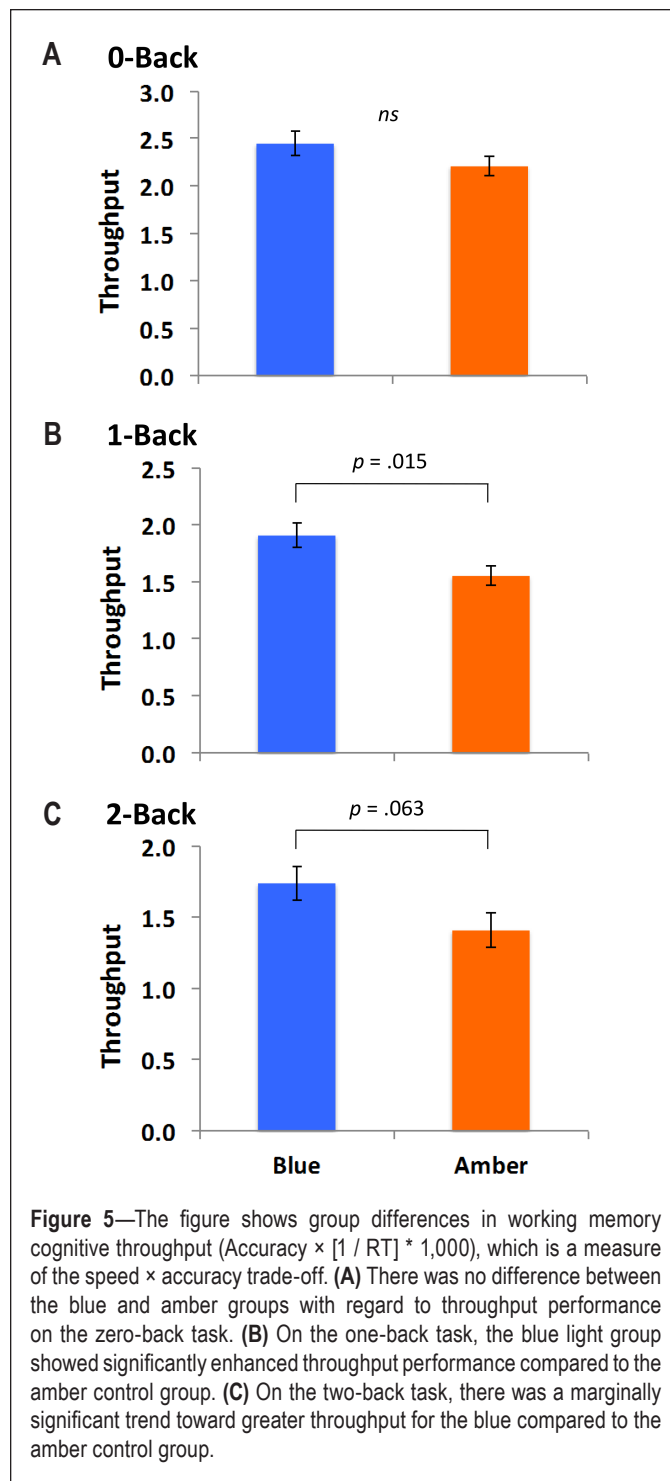 A 0-Back
3.0
ns
2.5
2.0
1.5
1.0
0.5
0.0
Throughput
B 1-Back
2.5
p = .015
2.0
1.5
1.0
0.5
0.0
Throughput
C 2-Back
p = .063
2.0
1.5
1.0
0.5
0.0
Throughput
Blue Amber
Figure 5—The figure shows group differences in working memory
cognitive throughput (Accuracy × [1 / RT] * 1,000), which is a measure
of the speed × accuracy trade-off. (A) There was no difference between
the blue and amber groups with regard to throughput performance
on the zero-back task. (B) On the one-back task, the blue light group
showed significantly enhanced throughput performance compared to the
amber control group. (C) On the two-back task, there was a marginally
significant trend toward greater throughput for the blue compared to the
amber control group.